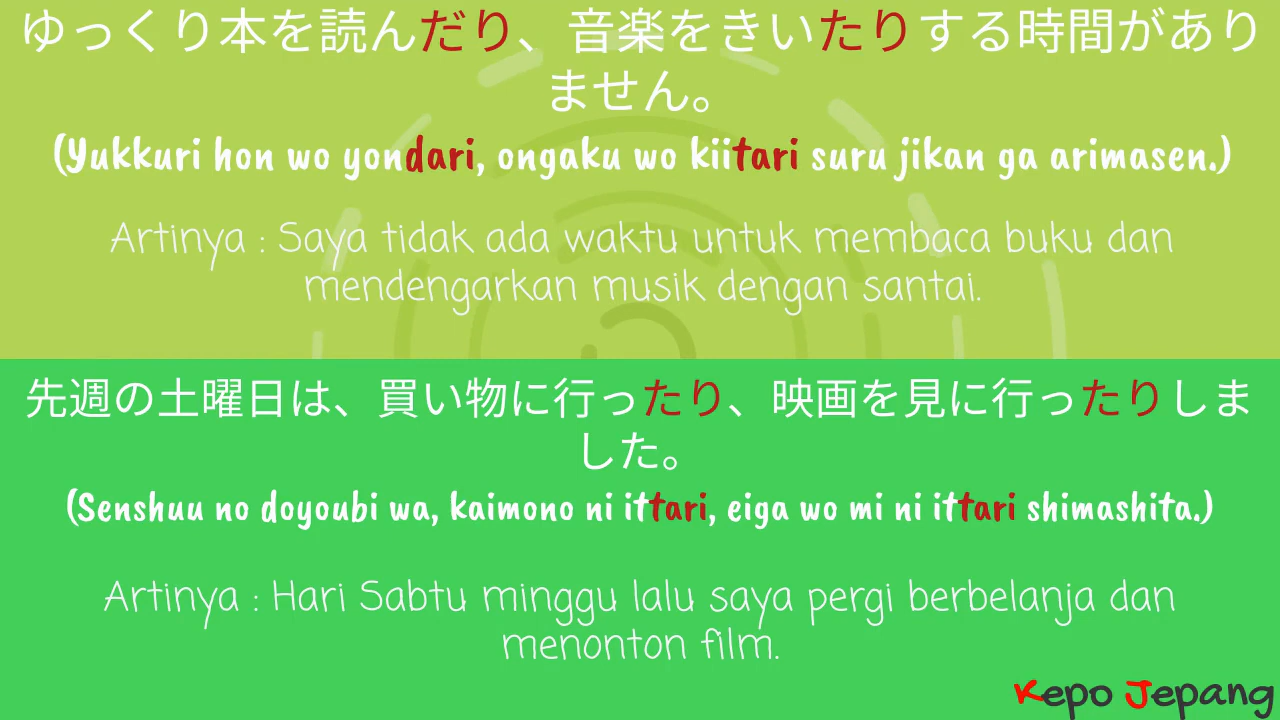 ゆっくり本を読んだり、音楽をきいたりする時間があり
ません。
(Yukkuri hon wo yondari, ongaku wo kiitari suru jikan ga arimasen.)
Artinya : Saya tidak ada waktu untuk membaca buku dan
mendengarkan musik dengan santai.
先週の土曜日は、買い物に行ったり、映画を見に行ったりしま
した。
(Senshuu no doyoubi wa, kaimono ni ittari, eiga wo mi ni ittari shimashita.)
Artinya : Hari Sabtu minggu lalu saya pergi berbelanja dan
menonton film.
Kepo Jepang